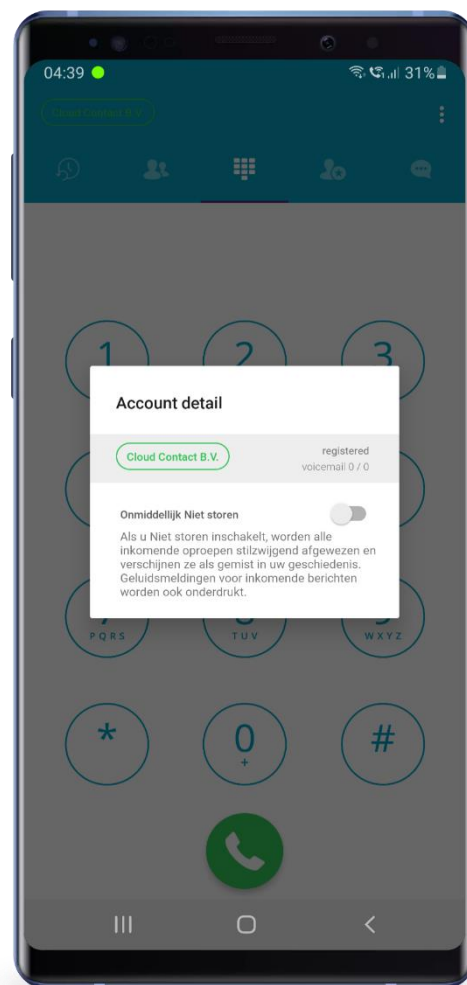 04:39
31%
Cloud Contact B.V.
1 2 3
Account detail
Cloud Contact B.V.
registered
voicemail 0 / 0
Onmiddellijk Niet storen
Als u Niet storen inschakelt, worden alle
inkomende oproepen stilzwijgend afgewezen en
verschijnen ze als gemist in uw geschiedenis.
Geluidsmeldingen voor inkomende berichten
worden ook onderdrukt.
PQRS TUV WXYZ
* 0 #
+